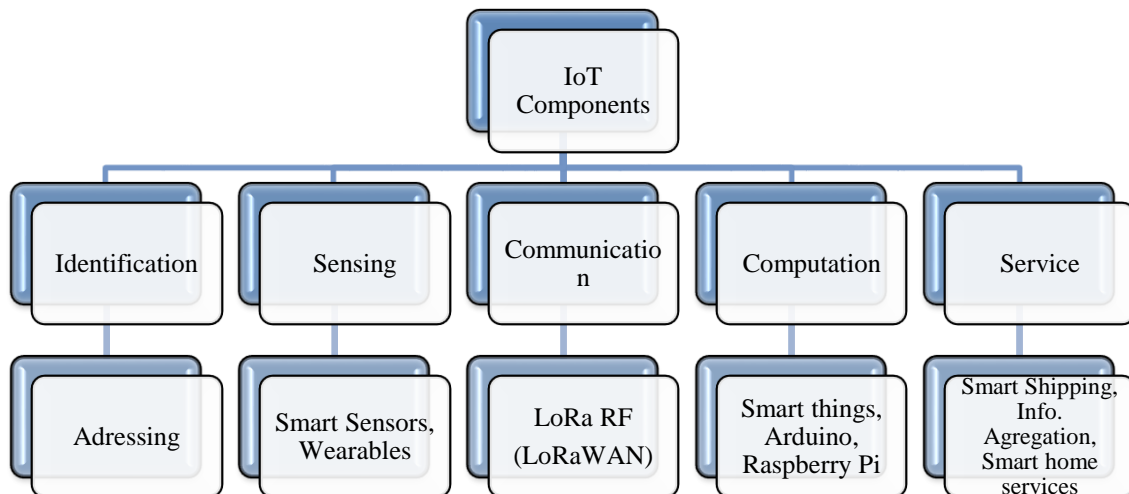 IoT
Components
Identification
Sensing
Communicatio
n
Computation
Service
Adressing
Smart Sensors,
Wearables
LoRa RF
(LoRaWAN)
Smart things,
Arduino,
Raspberry Pi
Smart Shipping,
Info.
Agregation,
Smart home
services